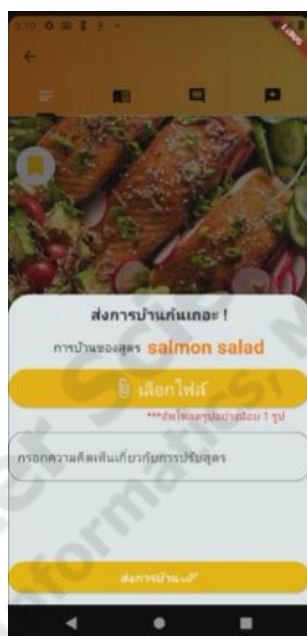 3:10
DEBUG
ส่งการบ้านกันเถอะ !
การบ้านของสูตร salmon salad
เลือกไฟล์
***อัพโหลดรูปอย่างน้อย 1 รูป
กรอกความคิดเห็นเกี่ยวกับการปรับสูตร
ส่งการบ้าน